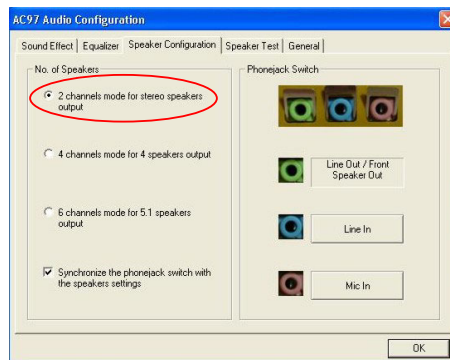 AC97 Audio Configuration
Sound Effect Equalizer Speaker Configuration Speaker Test General
No. of Speakers
2 channels mode for stereo speakers
output
4 channels mode for 4 speakers output
6 channels mode for 5.1 speakers
output
Synchronize the phonejack switch with
the speakers settings
Phonejack Switch
Line Out / Front
Speaker Out
Line In
Mic In
OK